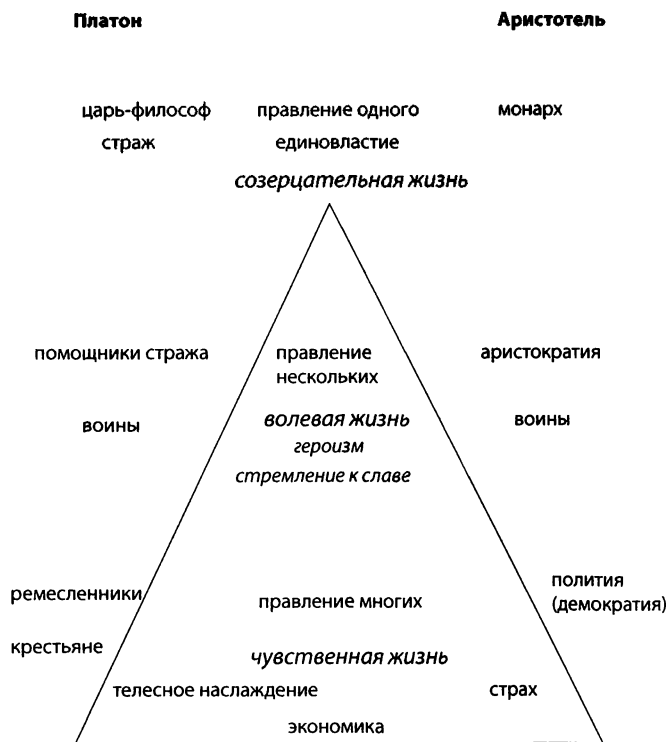 Платон Аристотель
царь-философ правление одного монарх
страж единовластие
созерцательная жизнь
помощники стража правление аристократия
нескольких
воины волевая жизнь воины
героизм
стремление к славе
ремесленники правление многих полития
(демократия)
крестьяне чувственная жизнь
телесное наслаждение страх
экономика